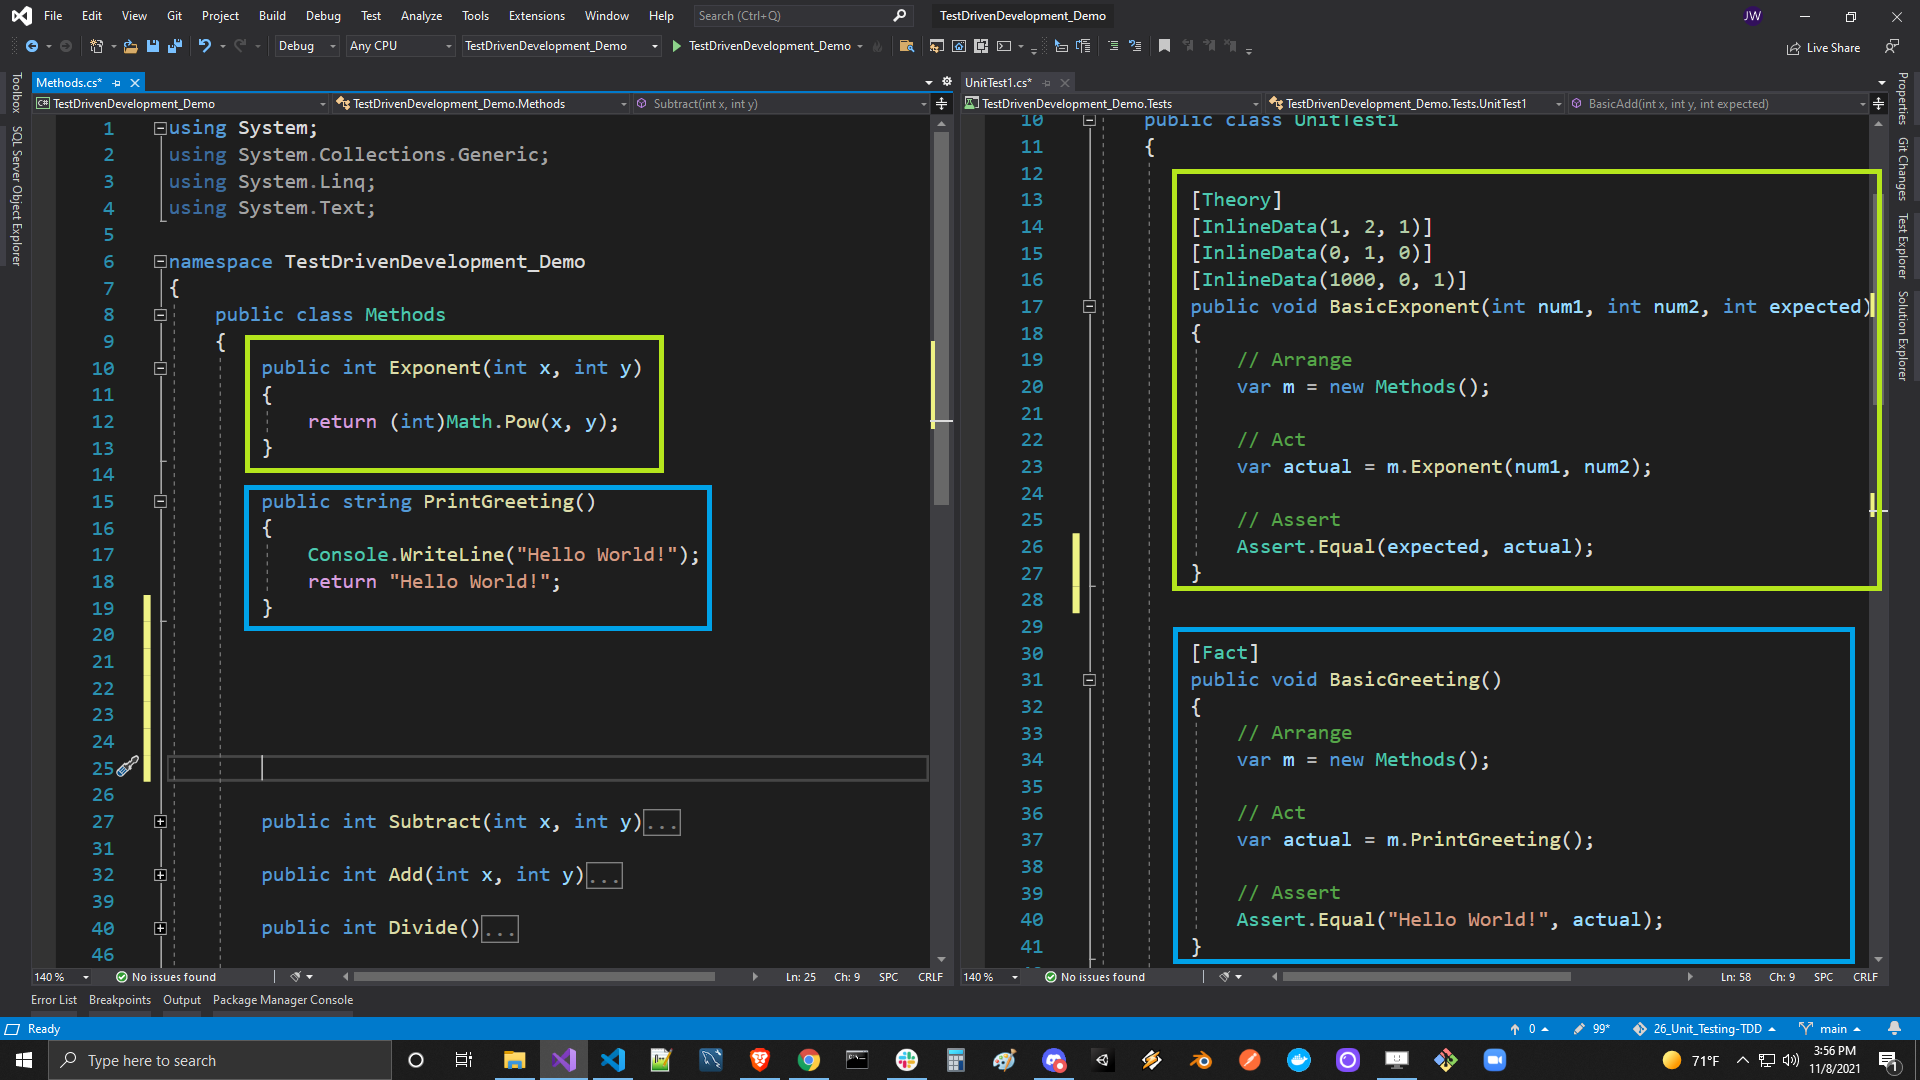 File Edit View Git Project Build Debug Test Analyze Tools Extensions Window Help Search (Ctrl+Q) TestDrivenDevelopment_Demo JW
Debug Any CPU TestDrivenDevelopment_Demo TestDrivenDevelopment_Demo Live Share
Toolbox
SQL Server Object Explorer
Methods.cs*
TestDrivenDevelopment_Demo TestDrivenDevelopment_Demo.Methods Subtract(int x, int y)
1 using System;
2 using System.Collections.Generic;
3 using System.Linq;
4 using System.Text;
5
6 namespace TestDrivenDevelopment_Demo
7 {
8 public class Methods
9 {
10 public int Exponent(int x, int y)
11 {
12 return (int)Math.Pow(x, y);
13 }
14
15 public string PrintGreeting()
16 {
17 Console.WriteLine("Hello World!");
18 return "Hello World!";
19 }
20
21
22
23
24
25
26
27 public int Subtract(int x, int y)...
31
32 public int Add(int x, int y)...
39
40 public int Divide()...
46
140 % No issues found Ln: 25 Ch: 9 SPC CRLF
UnitTest1.cs*
TestDrivenDevelopment_Demo.Tests TestDrivenDevelopment_Demo.Tests.UnitTest1 BasicAdd(int x, int y, int expected)
10 public class UnitTest1
11 {
12
13 [Theory]
14 [InlineData(1, 2, 1)]
15 [InlineData(0, 1, 0)]
16 [InlineData(1000, 0, 1)]
17 public void BasicExponent(int num1, int num2, int expected)
18 {
19 // Arrange
20 var m = new Methods();
21
22 // Act
23 var actual = m.Exponent(num1, num2);
24
25 // Assert
26 Assert.Equal(expected, actual);
27 }
28
29
30 [Fact]
31 public void BasicGreeting()
32 {
33 // Arrange
34 var m = new Methods();
35
36 // Act
37 var actual = m.PrintGreeting();
38
39 // Assert
40 Assert.Equal("Hello World!", actual);
41 }
140 % No issues found Ln: 58 Ch: 9 SPC CRLF
Properties
Git Changes
Test Explorer
Solution Explorer
Error List Breakpoints Output Package Manager Console
Ready 0 99* 26_Unit_Testing-TDD main
Type here to search 71°F 3:56 PM
11/8/2021 1